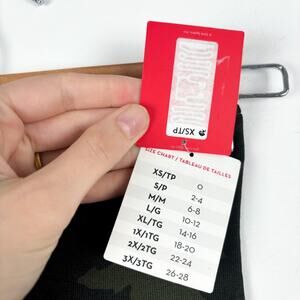 XS/TP
SIZE CHART / TABLEAU DE TAILLES
XS/TP 0
S/P 2-4
M/M 6-8
L/G 10-12
XL/TG 14-16
1X/1TG 18-20
2X/2TG 22-24
3X/3TG 26-28